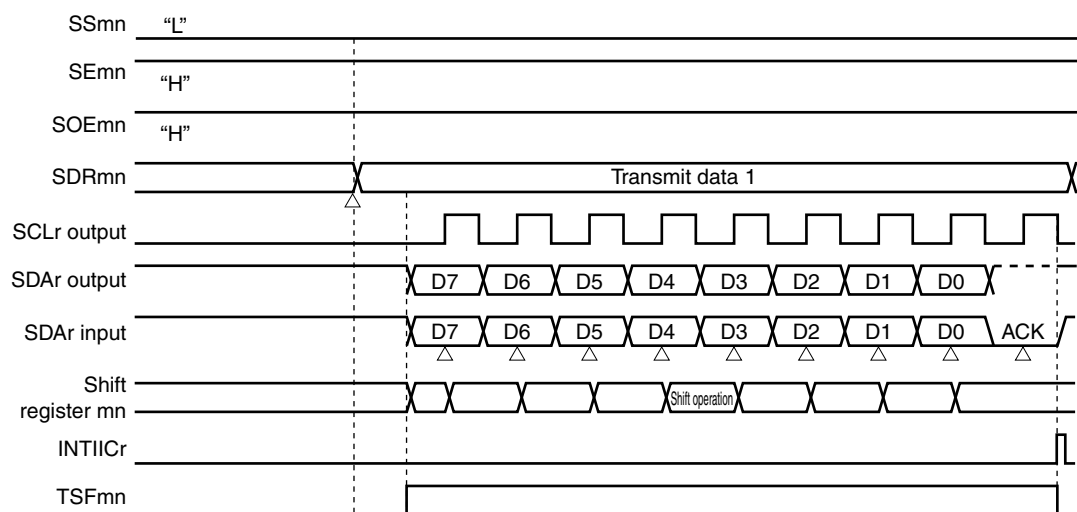 SSmn “L”
SEmn “H”
SOEmn “H”
SDRmn Transmit data 1
SCLr output
SDAr output D7 D6 D5 D4 D3 D2 D1 D0
SDAr input D7 D6 D5 D4 D3 D2 D1 D0 ACK
Shift
register mn Shift operation
INTIICr
TSFmn